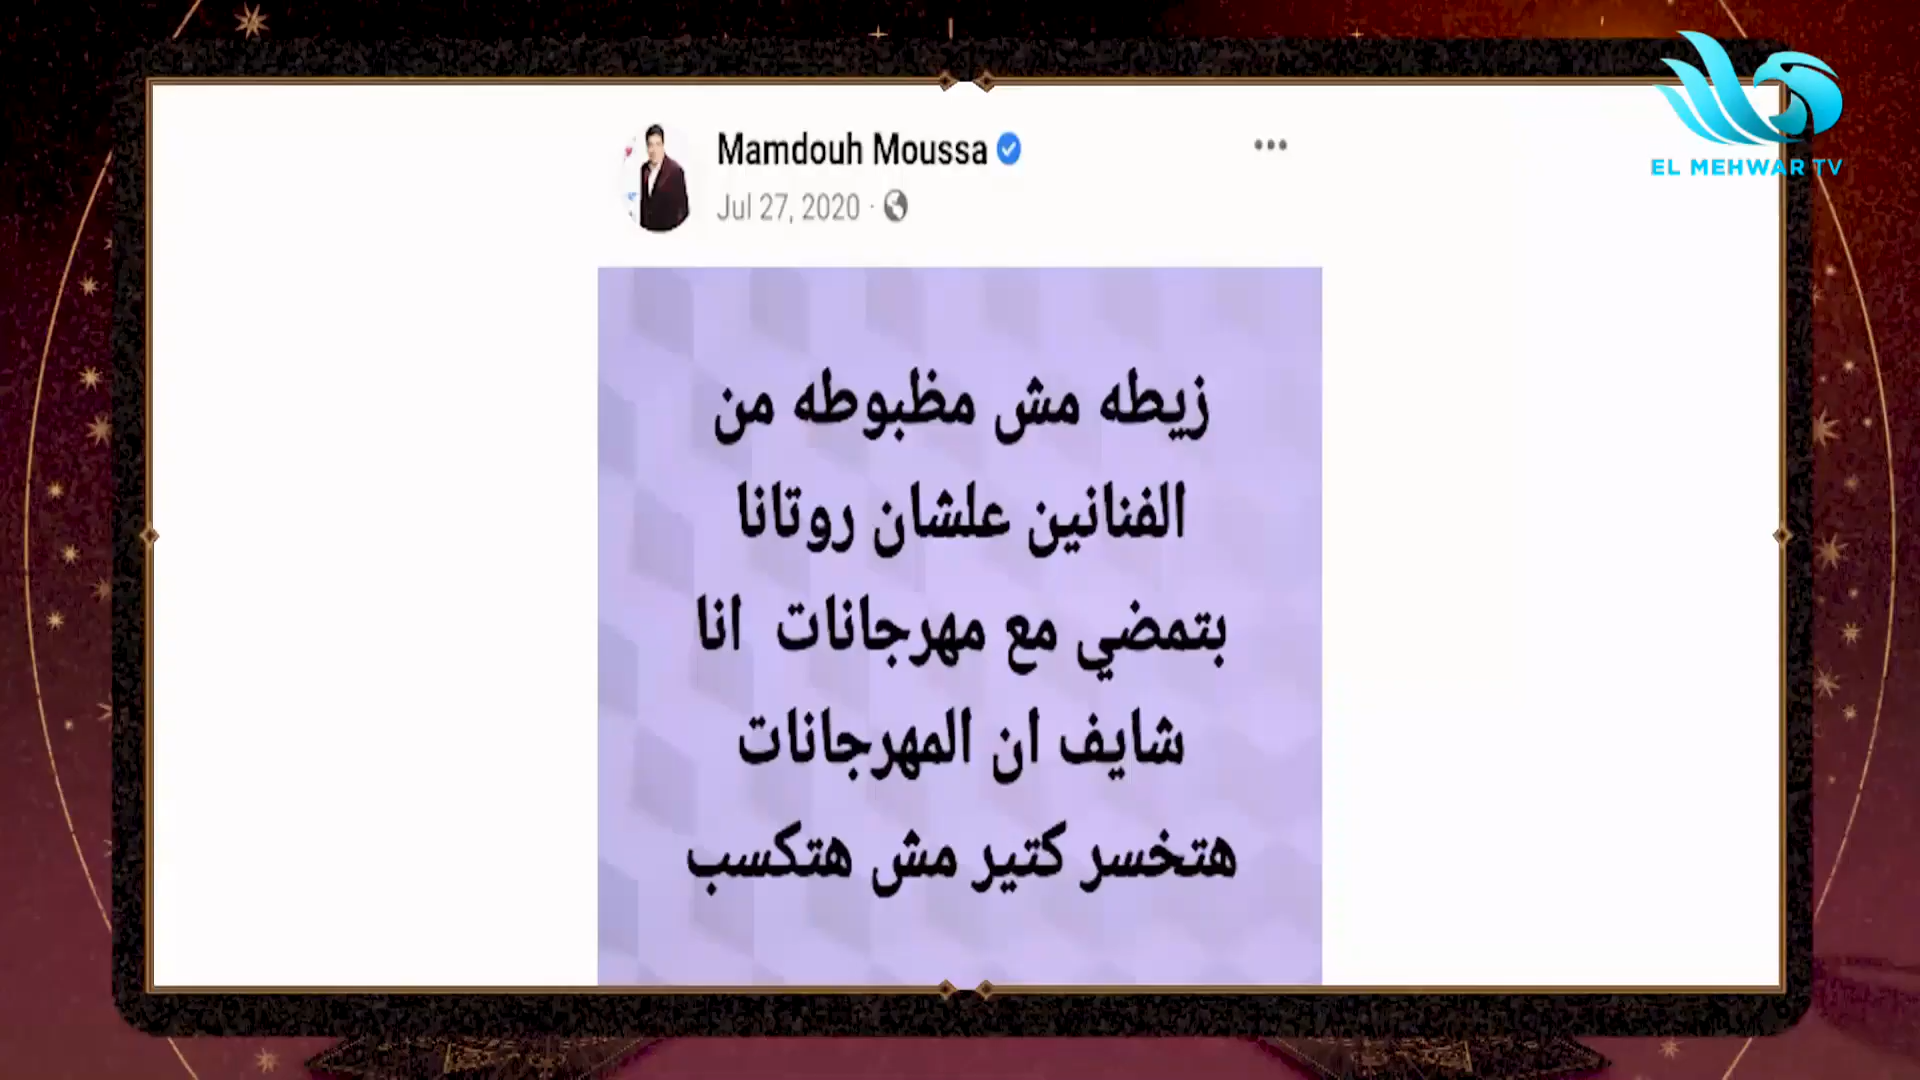 EL MEHWAR TV
Mamdouh Moussa
Jul 27, 2020 ·
زيطه مش مظبوطه من
الفنانين علشان روتانا
بتمضي مع مهرجانات انا
شايف ان المهرجانات
هتخسر كتير مش هتكسب